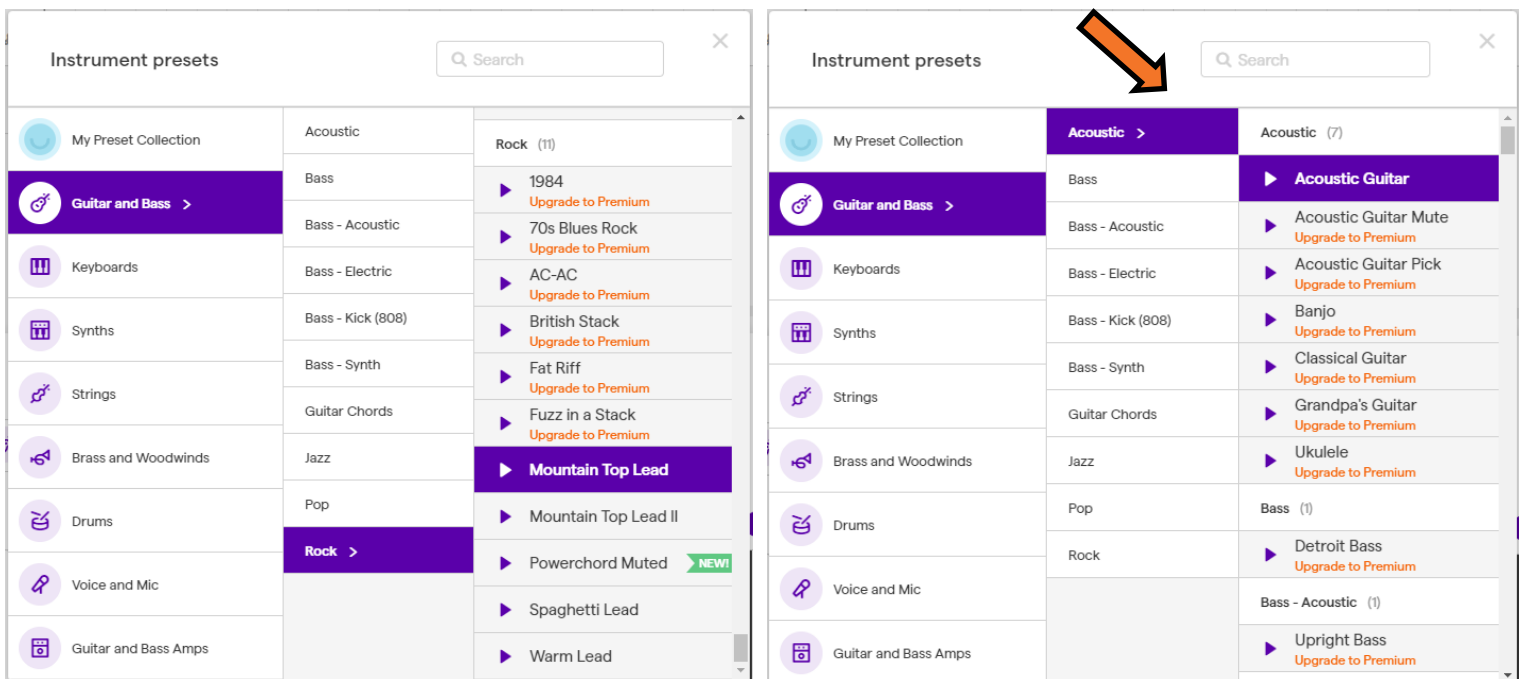 Instrument presets
Search
My Preset Collection
Guitar and Bass >
Keyboards
Synths
Strings
Brass and Woodwinds
Drums
Voice and Mic
Guitar and Bass Amps
Acoustic
Bass
Bass - Acoustic
Bass - Electric
Bass - Kick (808)
Bass - Synth
Guitar Chords
Jazz
Pop
Rock >
Rock (11)
1984
Upgrade to Premium
70s Blues Rock
Upgrade to Premium
AC-AC
Upgrade to Premium
British Stack
Upgrade to Premium
Fat Riff
Upgrade to Premium
Fuzz in a Stack
Upgrade to Premium
Mountain Top Lead
Mountain Top Lead II
Powerchord Muted NEW!
Spaghetti Lead
Warm Lead
Instrument presets
Search
My Preset Collection
Guitar and Bass >
Keyboards
Synths
Strings
Brass and Woodwinds
Drums
Voice and Mic
Guitar and Bass Amps
Acoustic >
Bass
Bass - Acoustic
Bass - Electric
Bass - Kick (808)
Bass - Synth
Guitar Chords
Jazz
Pop
Rock
Acoustic (7)
Acoustic Guitar
Acoustic Guitar Mute
Upgrade to Premium
Acoustic Guitar Pick
Upgrade to Premium
Banjo
Upgrade to Premium
Classical Guitar
Upgrade to Premium
Grandpa's Guitar
Upgrade to Premium
Ukulele
Upgrade to Premium
Bass (1)
Detroit Bass
Upgrade to Premium
Bass - Acoustic (1)
Upright Bass
Upgrade to Premium